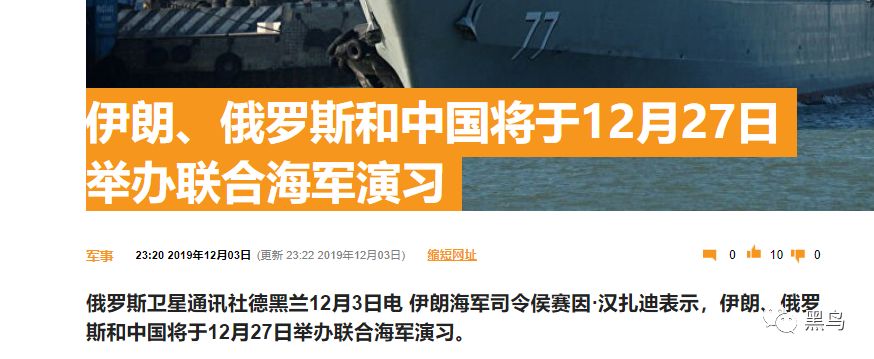 77
伊朗、俄罗斯和中国将于12月27日
举办联合海军演习
军事 23:20 2019年12月03日 (更新 23:22 2019年12月03日) 缩短网址 0 10 0
俄罗斯卫星通讯社德黑兰12月3日电 伊朗海军司令侯赛因·汉扎迪表示，伊朗、俄罗
斯和中国将于12月27日举办联合海军演习。
黑鸟